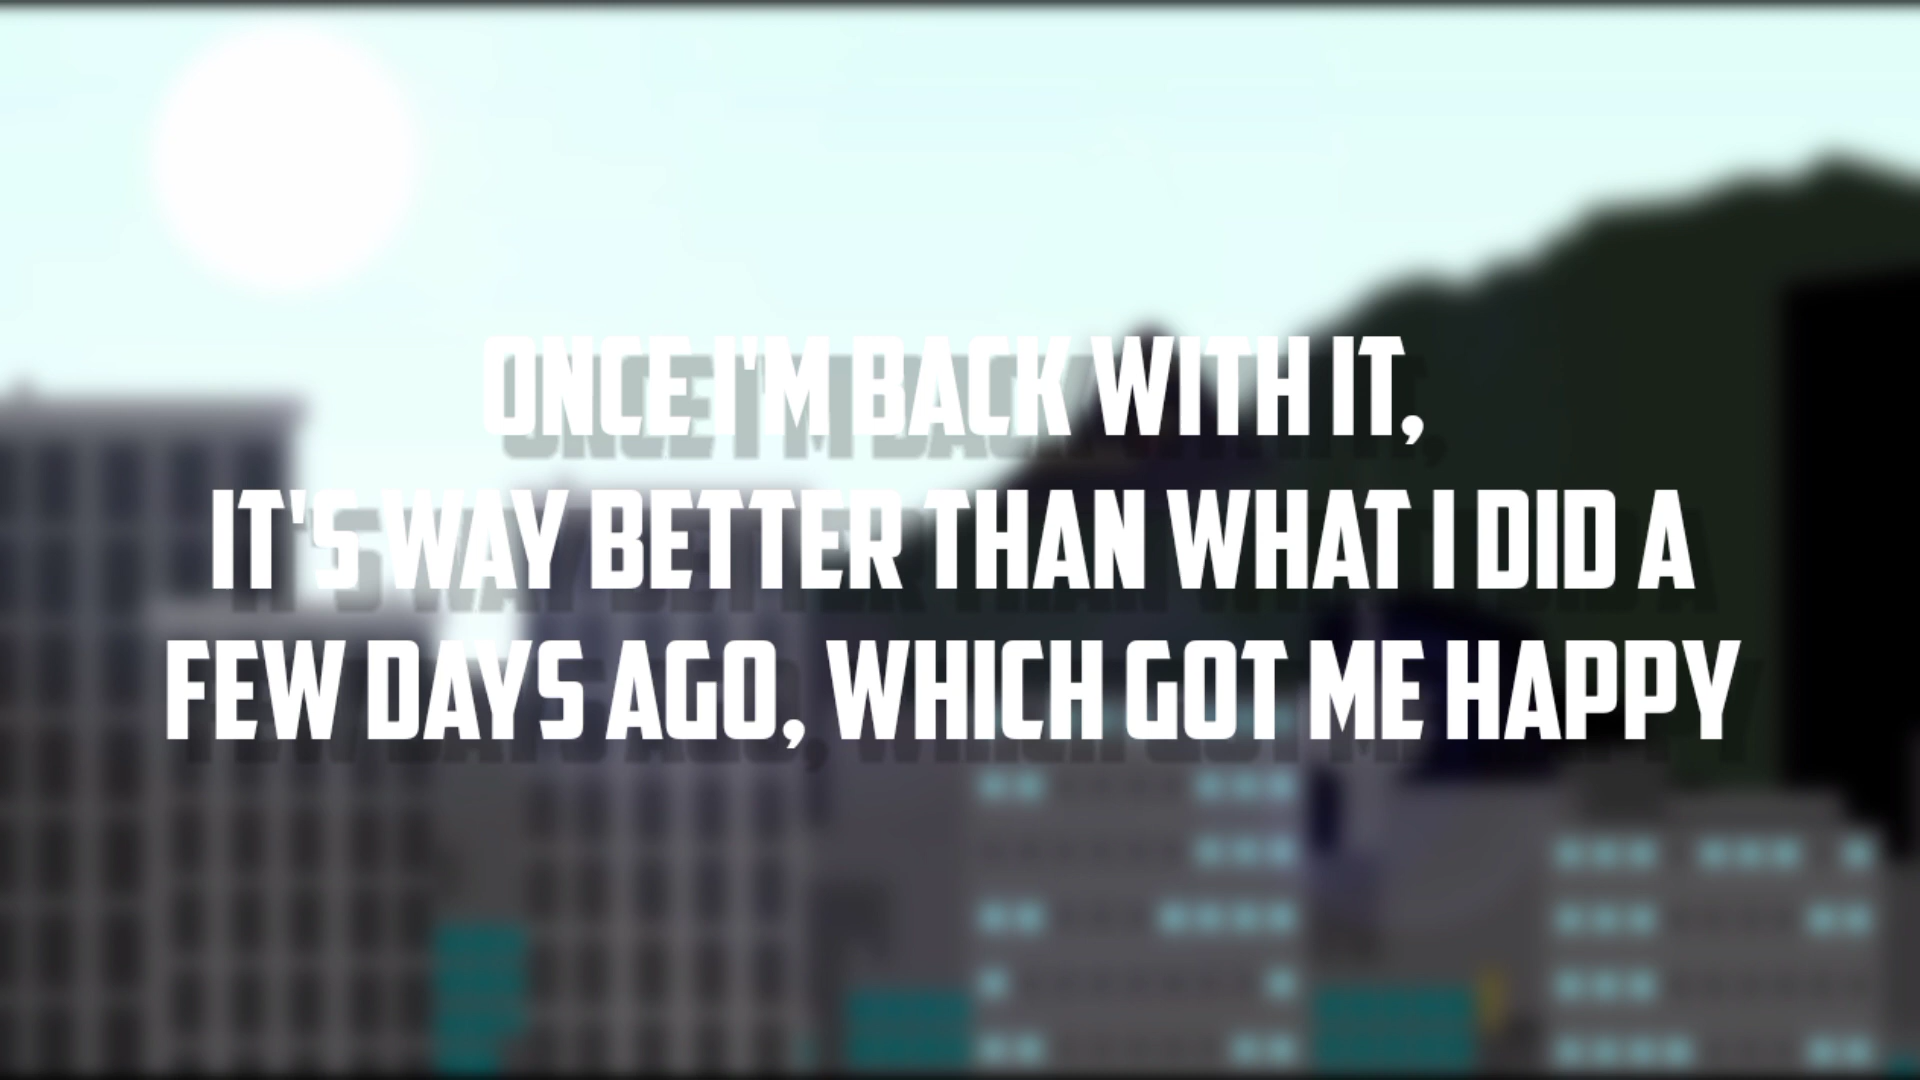 ONCE I'M BACK WITH IT,
IT'S WAY BETTER THAN WHAT I DID A
FEW DAYS AGO, WHICH GOT ME HAPPY